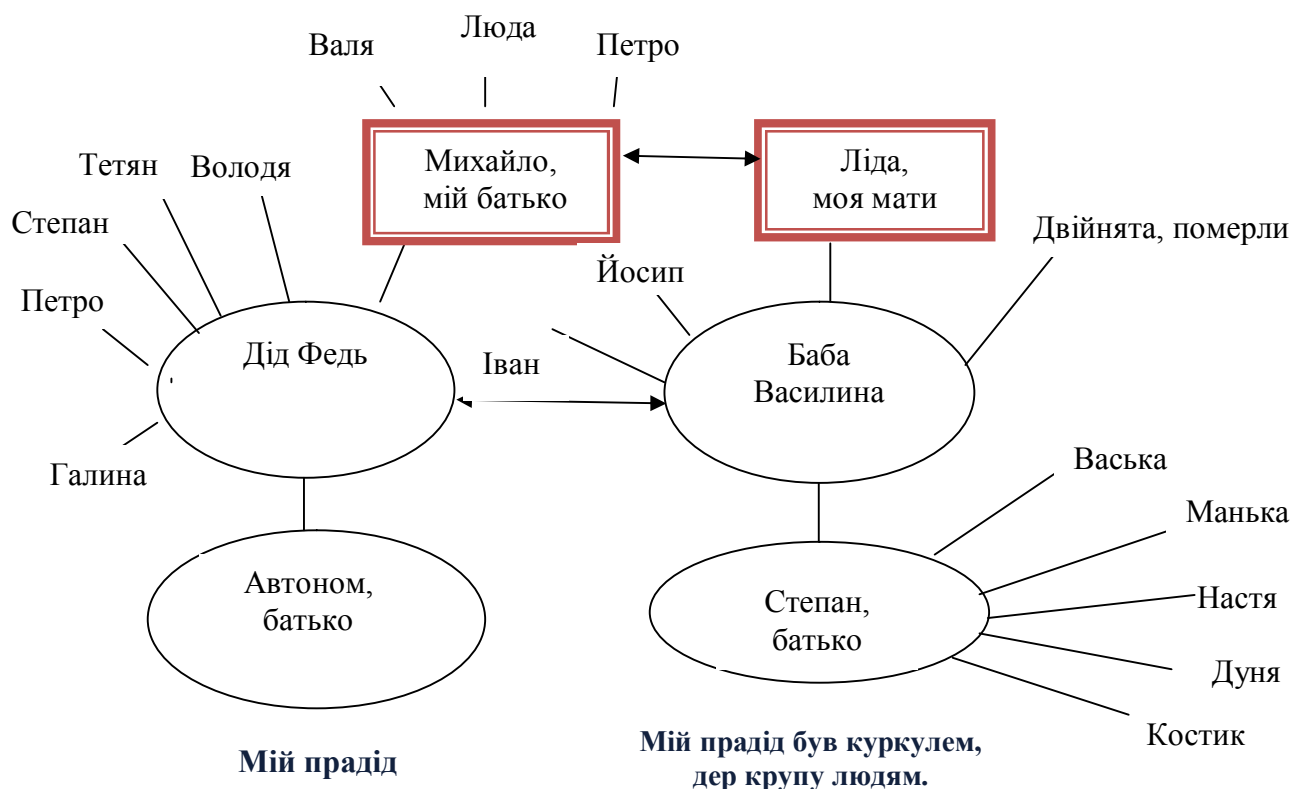 Валя
Люда
Петро
Михайло,
мій батько
Ліда,
моя мати
Тетян
Володя
Степан
Петро
Галина
Йосип
Іван
Двійнята, померли
Дід Федь
Баба
Василина
Васька
Манька
Настя
Дуня
Костик
Автоном,
батько
Степан,
батько
Мій прадід
Мій прадід був куркулем,
дер крупу людям.